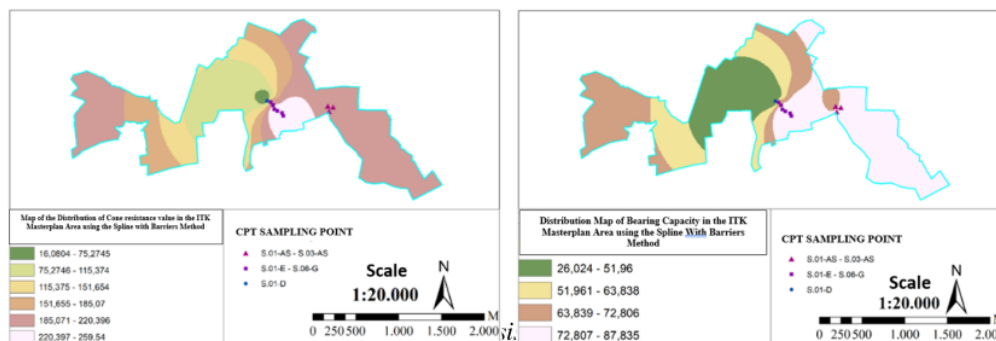 Map of the Distribution of Cone resistance value in the ITK
Masterplan Area using the Spline with Barriers
Method
16,0804 - 75,2745
75,2746 - 115,374
115,375 - 151,654
151,655 - 185,07
185,071 - 220,396
220,397 - 259,54
CPT SAMPLING POINT
S.01-AS - S.03-AS
S.01-E - S.06-G
S.01-D
Scale
1:20.000
N
0 250500 1.000 1.500 2.000
M
Distribution Map of Bearing Capacity in the ITK
Masterplan Area using the Spline With Barriers
Method
26,024 - 51,96
51,961 - 63,838
63,839 - 72,806
72,807 - 87,835
CPT SAMPLING POINT
S.01-AS - S.03-AS
S.01-E - S.06-G
S.01-D
Scale
1:20.000
N
0 250500 1.000 1.500 2.000
M